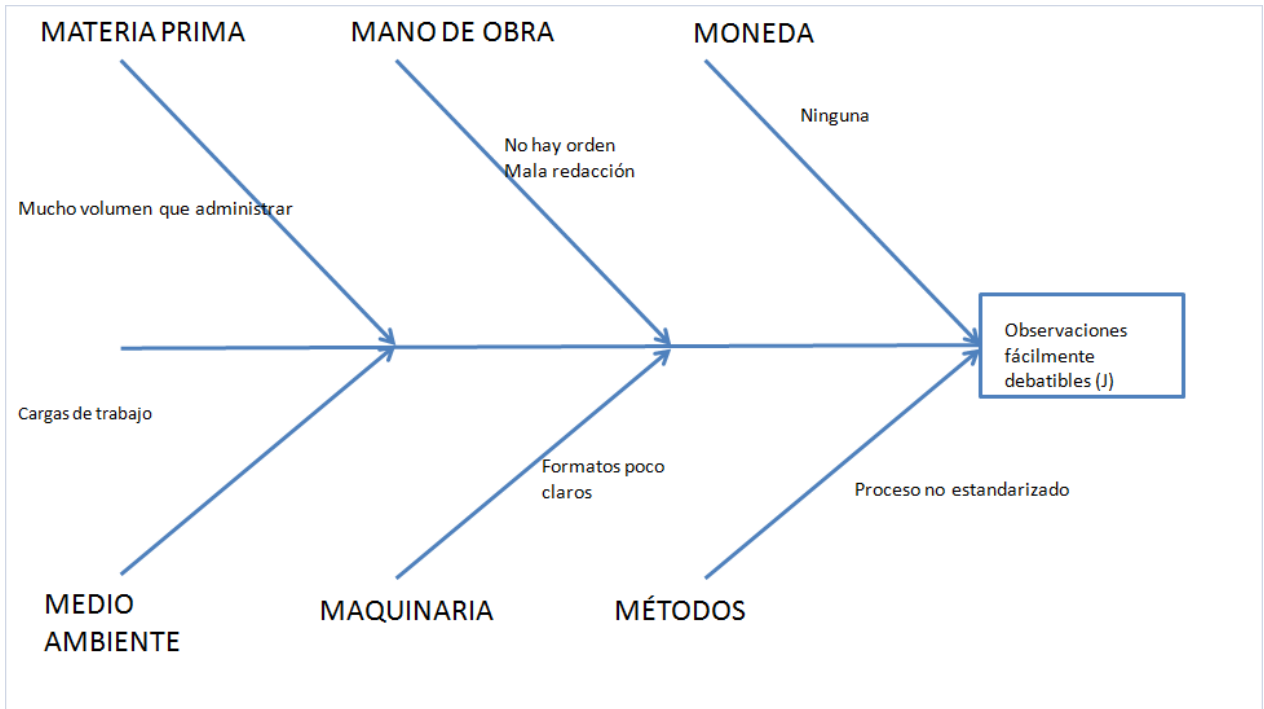 MATERIA PRIMA
MANO DE OBRA
MONEDA
Ninguna
No hay orden
Mala redacción
Mucho volumen que administrar
Observaciones
fácilmente
debatibles (J)
Cargas de trabajo
Formatos poco
claros
Proceso no estandarizado
MEDIO
AMBIENTE
MAQUINARIA
MÉTODOS